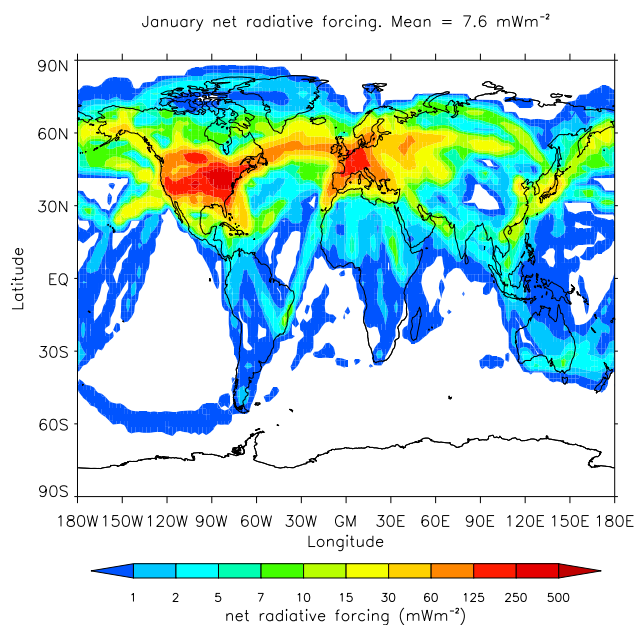 January net radiative forcing. Mean = 7.6 mWm⁻²
90N
60N
30N
EQ
30S
60S
90S
Latitude
180W 150W 120W 90W 60W 30W GM 30E 60E 90E 120E 150E 180E
Longitude
1 2 5 7 10 15 30 60 125 250 500
net radiative forcing (mWm⁻²)